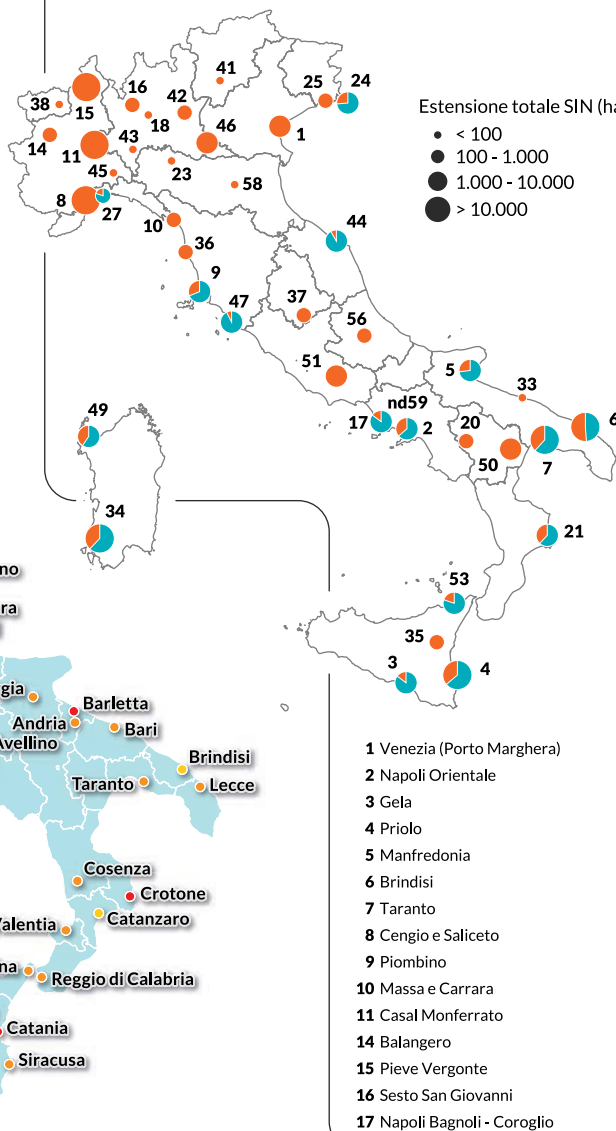 41
24
25
38
15
16
42
18
43
46
1
14
11
45
23
58
8
27
10
36
9
47
44
37
56
51
5
33
nd59
17
2
20
50
7
6
49
34
21
53
35
3
4
Estensione totale SIN (ha
< 100
100 - 1.000
1.000 - 10.000
> 10.000
no
ra
gia
Barletta
Andria
Avellino
Bari
Brindisi
Taranto
Lecce
Cosenza
Crotone
Catanzaro
Valentia
na
Reggio di Calabria
Catania
Siracusa
1 Venezia (Porto Marghera)
2 Napoli Orientale
3 Gela
4 Priolo
5 Manfredonia
6 Brindisi
7 Taranto
8 Cengio e Saliceto
9 Piombino
10 Massa e Carrara
11 Casal Monferrato
14 Balangero
15 Pieve Vergonte
16 Sesto San Giovanni
17 Napoli Bagnoli - Coroglio